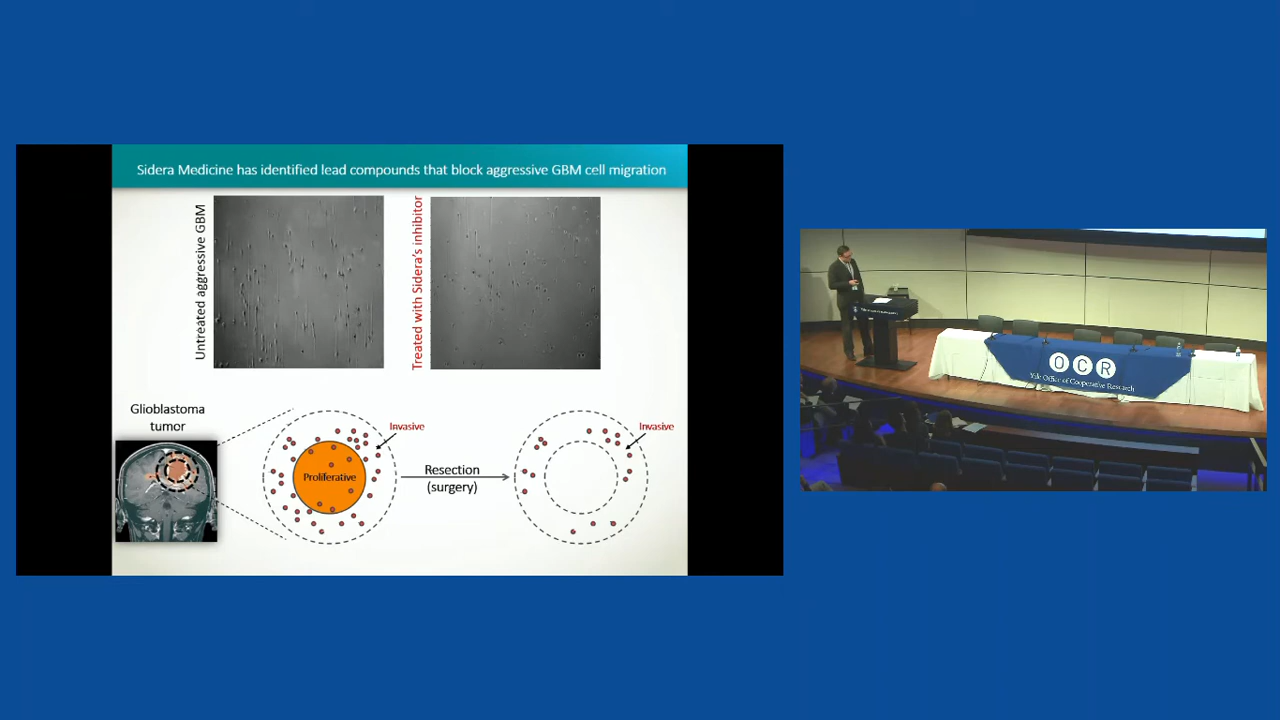 Sidera Medicine has identified lead compounds that block aggressive GBM cell migration
Untreated aggressive GBM
Treated with Sidera's inhibitor
Glioblastoma
tumor
Proliferative
Invasive
Resection
(surgery)
Invasive
OCR
Yale Office of Cooperative Research